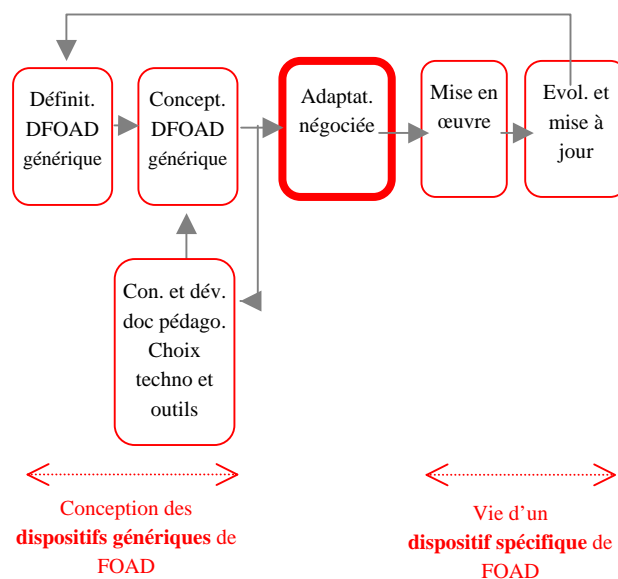 Définit.
DFOAD
générique
Concept.
DFOAD
générique
Adaptat.
négociée
Mise en
œuvre
Evol. et
mise à
jour
Con. et dév.
doc pédago.
Choix
techno et
outils
Conception des
dispositifs génériques de
FOAD
Vie d’un
dispositif spécifique de
FOAD